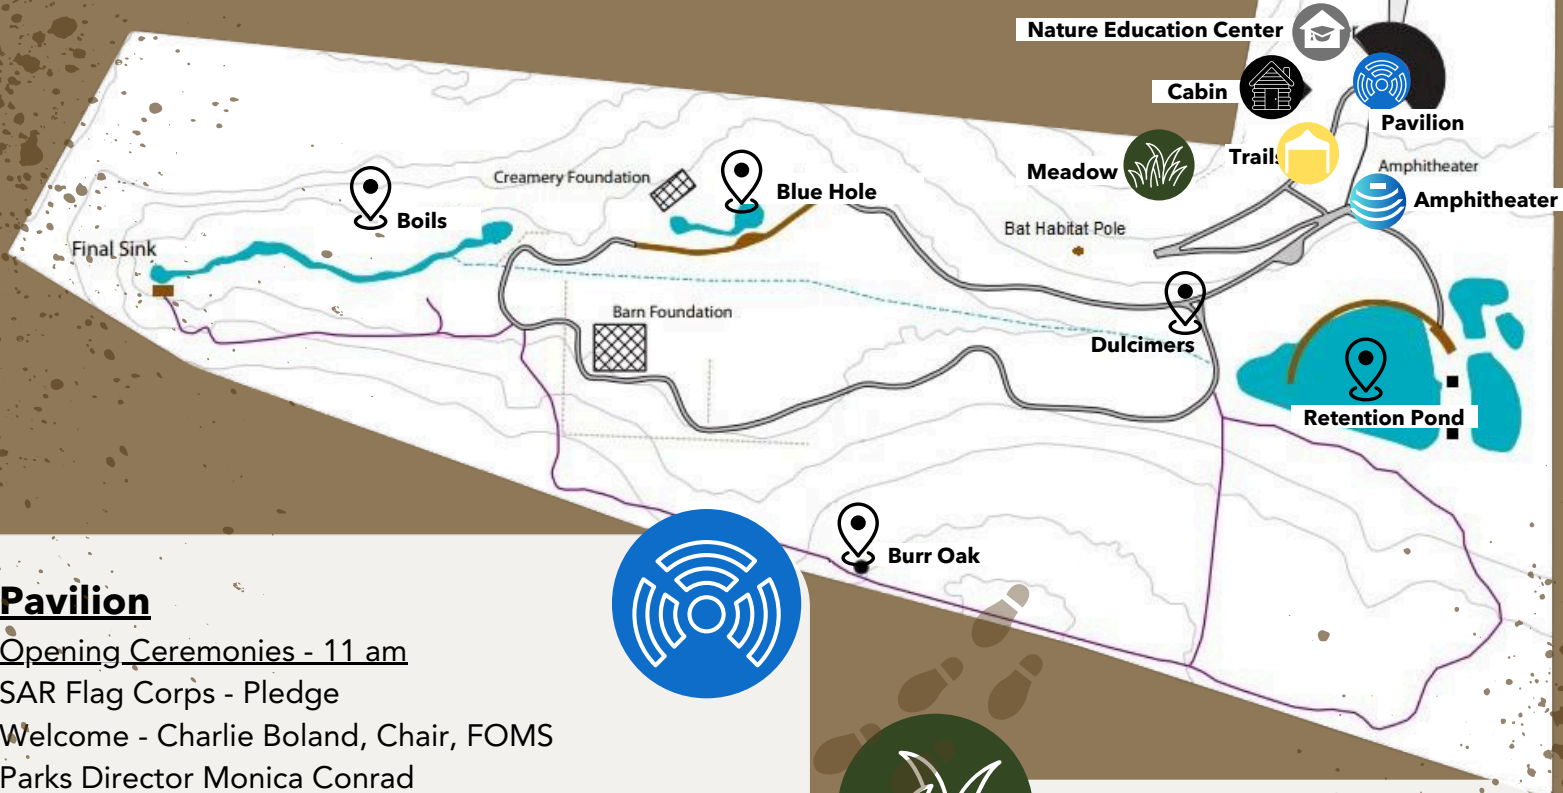 Nature Education Center
Cabin
Pavilion
Trails
Meadow
Amphitheater
Amphitheater
Creamery Foundation
Blue Hole
Boils
Bat Habitat Pole
Final Sink
Barn Foundation
Dulcimers
Retention Pond
Burr Oak
Pavilion
Opening Ceremonies - 11 am
SAR Flag Corps - Pledge
Welcome - Charlie Boland, Chair, FOMS
Parks Director Monica Conrad